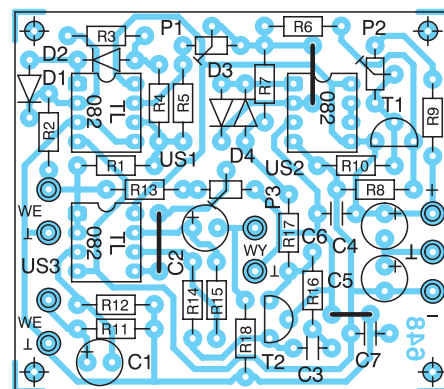 P1
R6
P2
R3
D2
D3
D1
R4
R5
R7
TL
082
082
T1
R9
R2
US1
US2
R1
R10
D4
R13
R8
+
WE
P3
⊥
TL
082
C2
R17
C6
C4
WY
US3
⊥
C5
WE
R12
R14
R15
R16
R11
⊥
R18
T2
C1
C3
C7
−
648